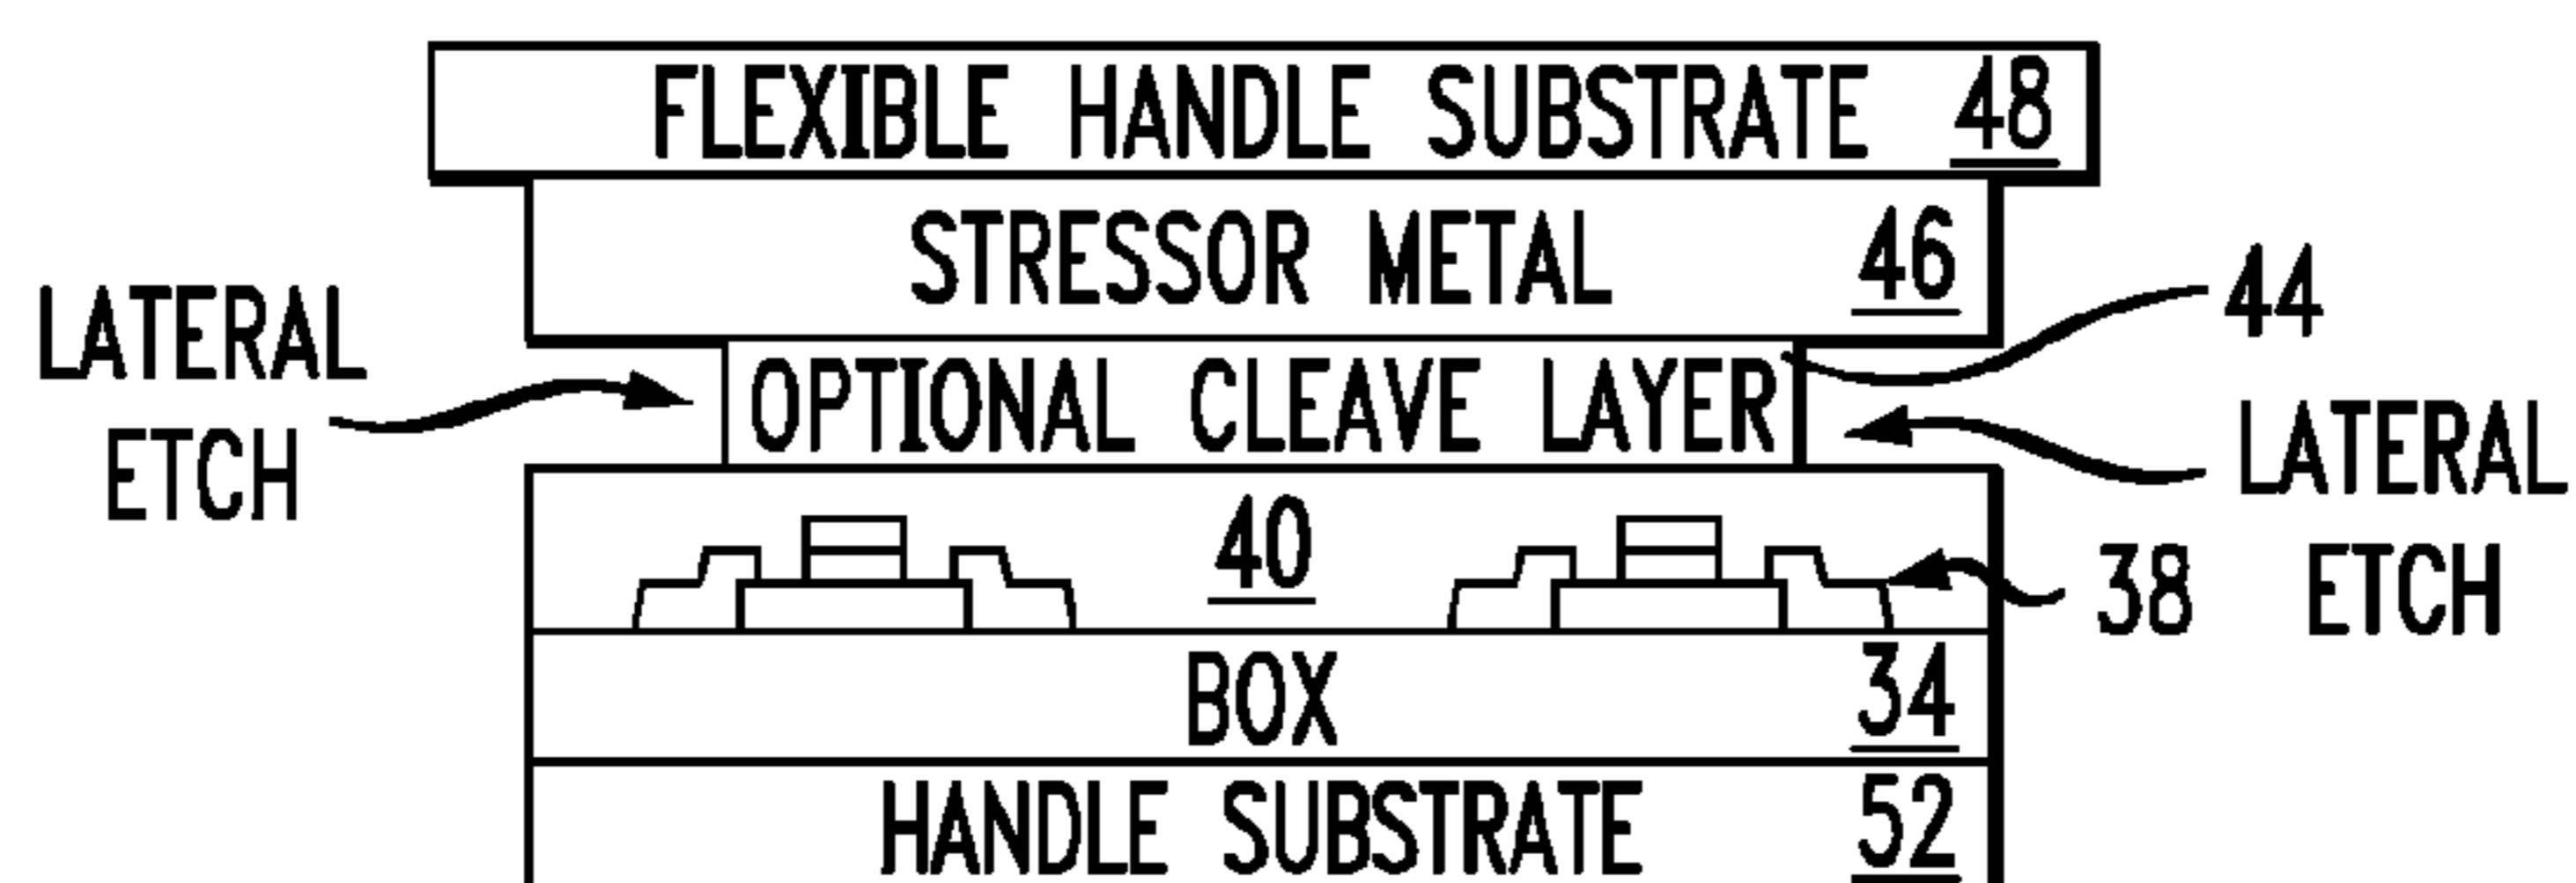 FLEXIBLE HANDLE SUBSTRATE 48
STRESSOR METAL 46
44
LATERAL
ETCH
OPTIONAL CLEAVE LAYER
LATERAL
ETCH
40
38
BOX 34
HANDLE SUBSTRATE 52